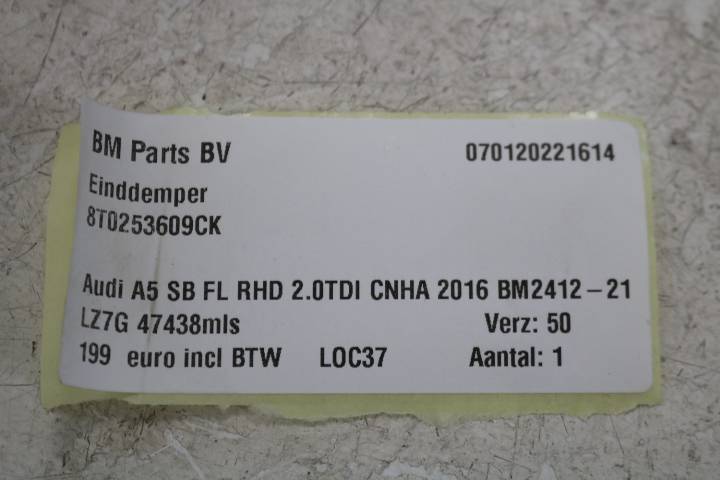 BM Parts BV 070120221614
Einddemper
8T0253609CK
Audi A5 SB FL RHD 2.0TDI CNHA 2016 BM2412-21
LZ7G 47438mls Verz: 50
199 euro incl BTW LOC37 Aantal: 1